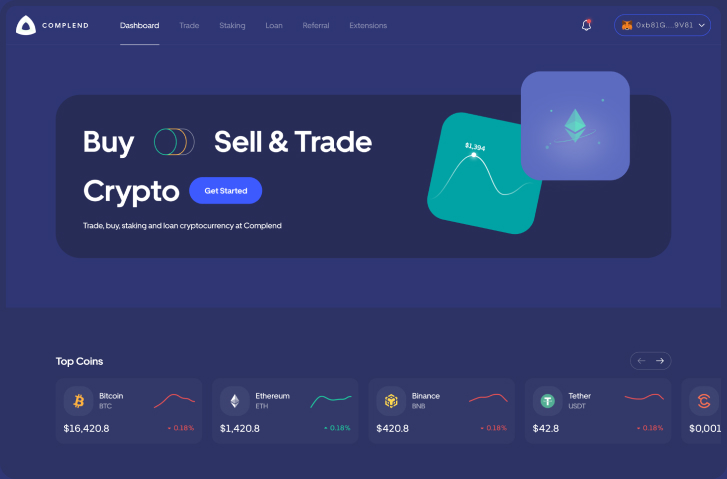 COMPLEND
Dashboard Trade Staking Loan Referral Extensions
0xb81G....9V81
Buy Sell & Trade
$1,394
Crypto Get Started
Trade, buy, staking and loan cryptocurrency at Complend
Top Coins
Bitcoin
BTC
$16,420.8 0.18%
Ethereum
ETH
$1,420.8 0.18%
Binance
BNB
$420.8 0.18%
Tether
USDT
$42.8 0.18%
$0,001